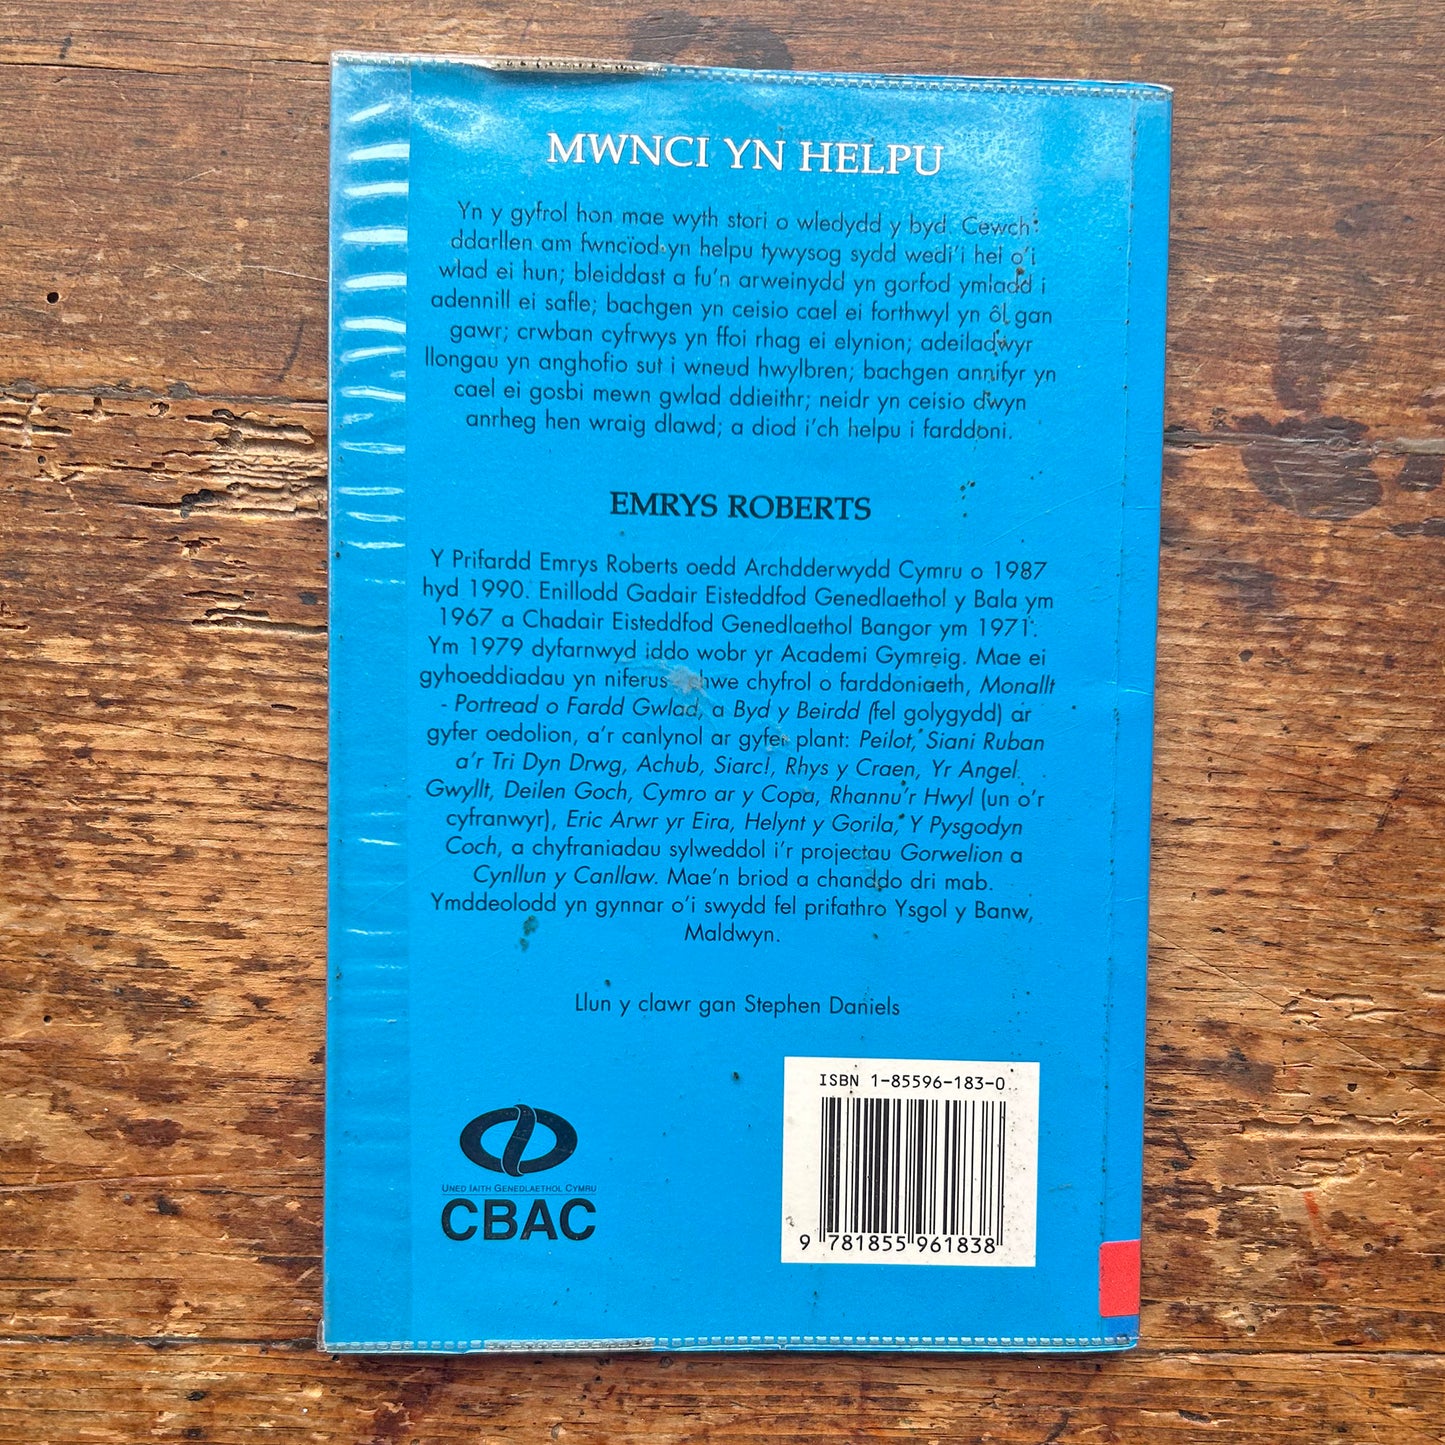 MWNCI YN HELPU
Yn y gyfrol hon mae wyth stori o wledydd y byd. Cewch
ddarllen am fwncïod yn helpu tywysog sydd wedi'i hel o'i
wlad ei hun; bleiddast a fu'n arweinydd yn gorfod ymladd i
adennill ei safle; bachgen yn ceisio cael ei forthwyl yn ôl gan
gawr; crwban cyfrwys yn ffoi rhag ei elynion; adeiladwyr
llongau yn anghofio sut i wneud hwylbren; bachgen annifyr yn
cael ei gosbi mewn gwlad ddieithr; neidr yn ceisio dwyn
anrheg hen wraig dlawd; a diod i'ch helpu i farddoni.
EMRYS ROBERTS
Y Prifardd Emrys Roberts oedd Archdderwydd Cymru o 1987
hyd 1990. Enillodd Gadair Eisteddfod Genedlaethol y Bala ym
1967 a Chadair Eisteddfod Genedlaethol Bangor ym 1971.
Ym 1979 dyfarnwyd iddo wobr yr Academi Gymreig. Mae ei
gyhoeddiadau yn niferus chyfrol o farddoniaeth, Monallt
- Portread o Fardd Gwlad, a Byd y Beirdd (fel golygydd) ar
gyfer oedolion, a'r canlynol ar gyfer plant: Peilot, Siani Ruban
a'r Tri Dyn Drwg, Achub, Siarc!, Rhys y Craen, Yr Angel
Gwyllt, Deilen Goch, Cymro ar y Copa, Rhannu'r Hwyl (un o'r
cyfranwyr), Eric Arwr yr Eira, Helynt y Gorila, Y Pysgodyn
Coch, a chyfraniadau sylweddol i'r projectau Gorwelion a
Cynllun y Canllaw. Mae'n briod a chanddo dri mab.
Ymddeolodd yn gynnar o'i swydd fel prifathro Ysgol y Banw,
Maldwyn.
Llun y clawr gan Stephen Daniels
ISBN 1-85596-183-0
9 781855 961838
UNED IAITH GENEDLAETHOL CYMRU
CBAC